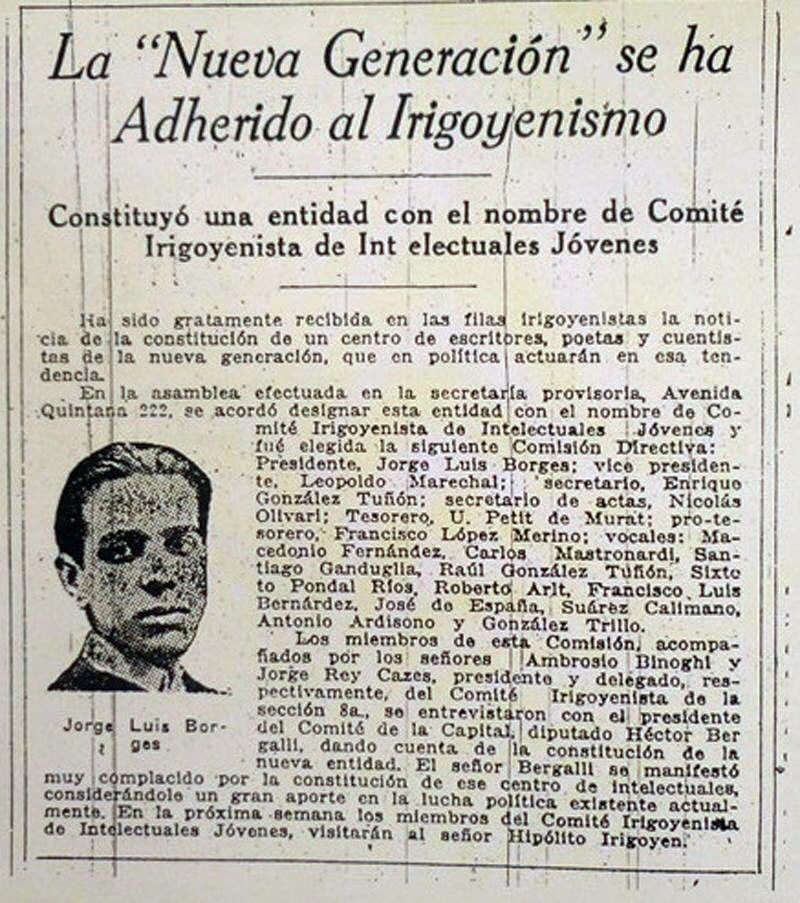 La "Nueva Generación" se ha
Adherido al Irigoyenismo
Constituyó una entidad con el nombre de Comité
Irigoyenista de Int electuales Jóvenes
Ha sido gratamente recibida en las filas irigoyenistas la noti-
cia de la constitución de un centro de escritores, poetas y cuentis-
tas de la nueva generación, que en política actuarán en esa ten-
dencia.
En la asamblea efectuada en la secretaría provisoria, Avenida
Quintana 222, se acordó designar esta entidad con el nombre de Co-
mité Irigoyenista de Intelectuales Jóvenes y
fué elegida la siguiente Comisión Directiva:
Presidente, Jorge Luis Borges; vice presiden-
te, Leopoldo Marechal; secretario, Enrique
González Tuñón; secretario de actas, Nicolás
Olivari; Tesorero, U. Petit de Murat; pro-te-
sorero, Francisco López Merino; vocales: Ma-
cedonio Fernández, Carlos Mastronardi, San-
tiago Ganduglia, Raúl González Tuñón, Sixto
to Pondal Ríos, Roberto Arlt, Francisco Luis
Bernárdez, José de España, Suárez Calimano,
Antonio Ardisono y González Trillo.
Los miembros de esta Comisión, acompa-
ñados por los señores Ambrosio Binoghi y
Jorge Rey Cazes, presidente y delegado, res-
pectivamente, del Comité Irigoyenista de la
sección 8a., se entrevistaron con el presidente
del Comité de la Capital, diputado Héctor Ber
galli, dando cuenta de la constitución de la
nueva entidad. El señor Bergalli se manifestó
muy complacido por la constitución de ese centro de intelectuales,
considerándole un gran aporte en la lucha política existente actual-
mente. En la próxima semana los miembros del Comité Irigoyenista
de Intelectuales Jóvenes, visitarán al señor Hipólito Irigoyen.
Jorge Luis Bor-
ges